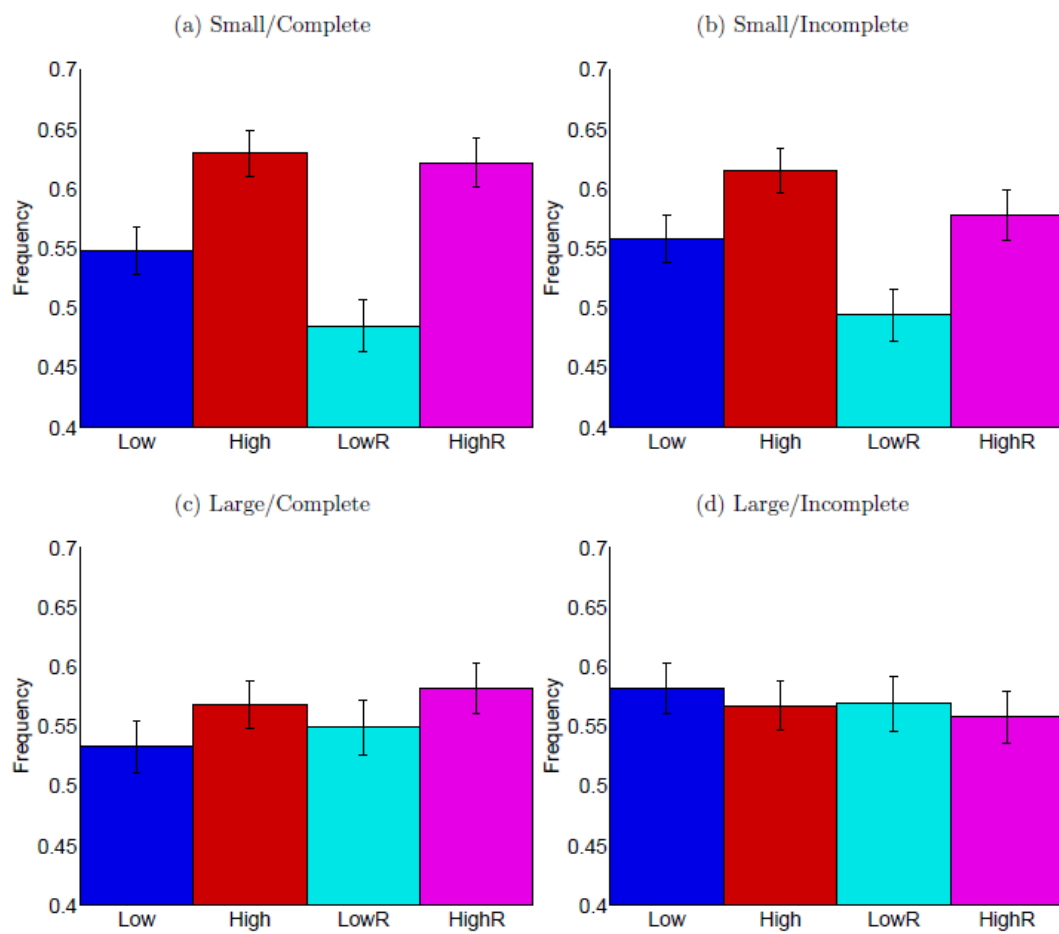 (a) Small/Complete
0.7
0.65
0.6
0.55
0.5
0.45
0.4
Frequency
Low High LowR HighR
(b) Small/Incomplete
0.7
0.65
0.6
0.55
0.5
0.45
0.4
Frequency
Low High LowR HighR
(c) Large/Complete
0.7
0.65
0.6
0.55
0.5
0.45
0.4
Frequency
Low High LowR HighR
(d) Large/Incomplete
0.7
0.65
0.6
0.55
0.5
0.45
0.4
Frequency
Low High LowR HighR